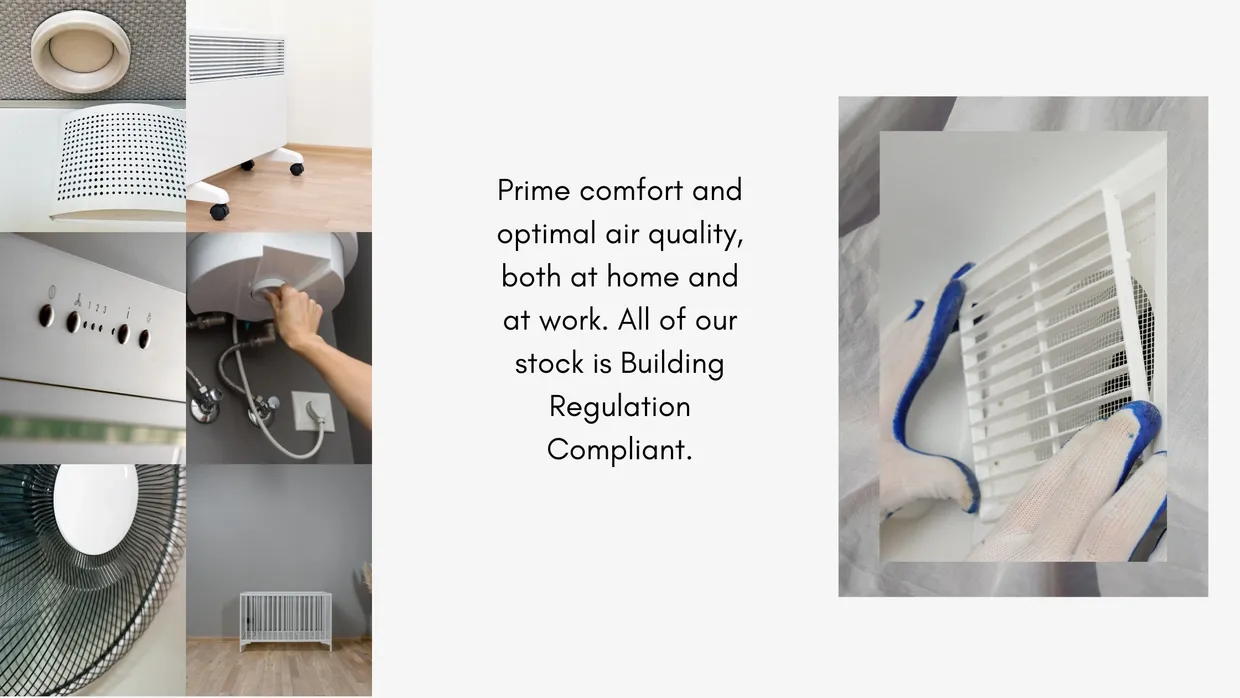 Prime comfort and
optimal air quality,
both at home and
at work. All of our
stock is Building
Regulation
Compliant.
1 2 3
i